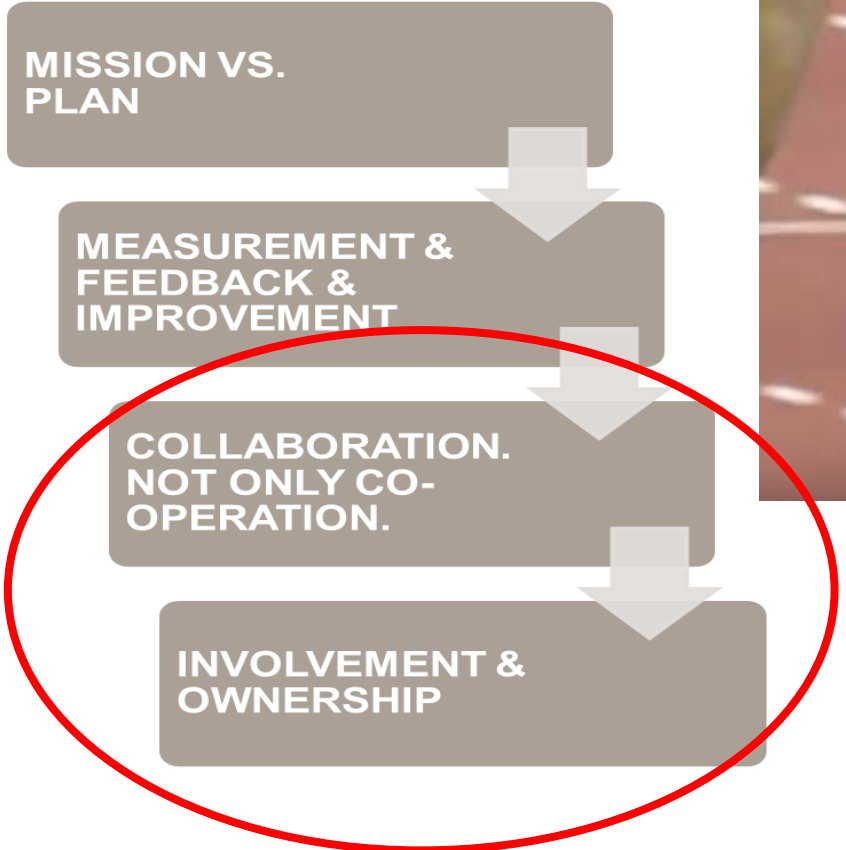 MISSION VS.
PLAN
MEASUREMENT &
FEEDBACK &
IMPROVEMENT
COLLABORATION.
NOT ONLY CO-
OPERATION.
INVOLVEMENT &
OWNERSHIP